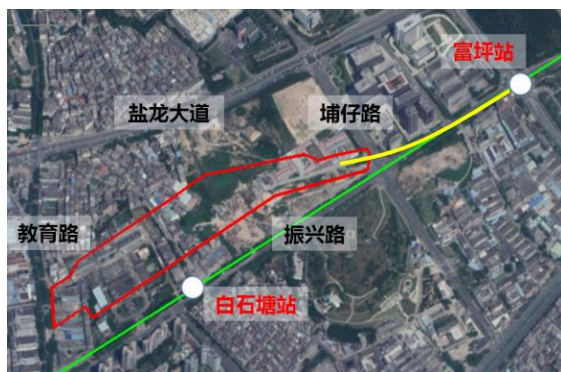 富坪站
盐龙大道
埔仔路
教育路
振兴路
白石塘站